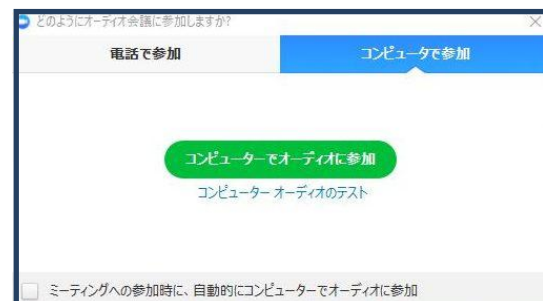 どのようにオーディオ会議に参加しますか?
電話で参加
コンピュータで参加
コンピューターでオーディオに参加
コンピューター オーディオのテスト
ミーティングへの参加時に、自動的にコンピューターでオーディオに参加